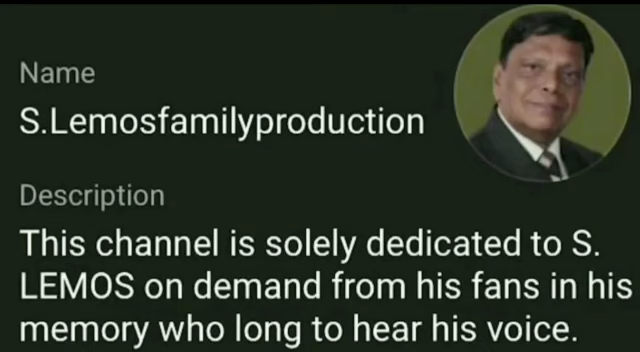 Name
S.Lemosfamilyproduction
Description
This channel is solely dedicated to S.
LEMOS on demand from his fans in his
memory who long to hear his voice.